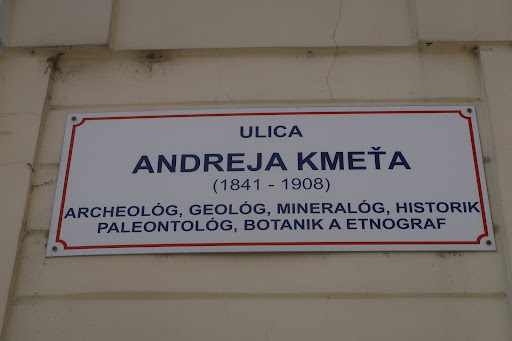 ULICA
ANDREJA KMEŤA
(1841 - 1908)
ARCHEOLÓG, GEOLÓG, MINERALÓG, HISTORIK
PALEONTOLÓG, BOTANIK A ETNOGRAF